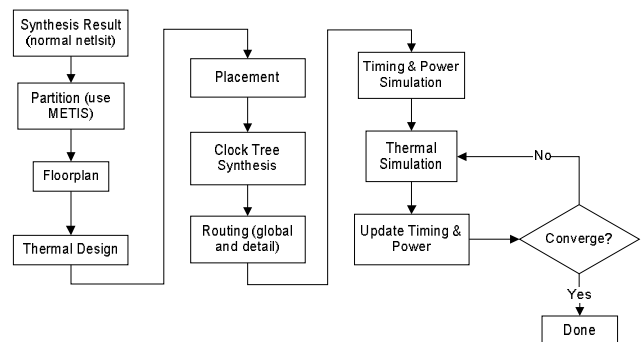 Synthesis Result
(normal netlsit)
Partition (use
METIS)
Floorplan
Thermal Design
Placement
Clock Tree
Synthesis
Routing (global
and detail)
Timing & Power
Simulation
Thermal
Simulation
Update Timing &
Power
Converge?
No
Yes
Done